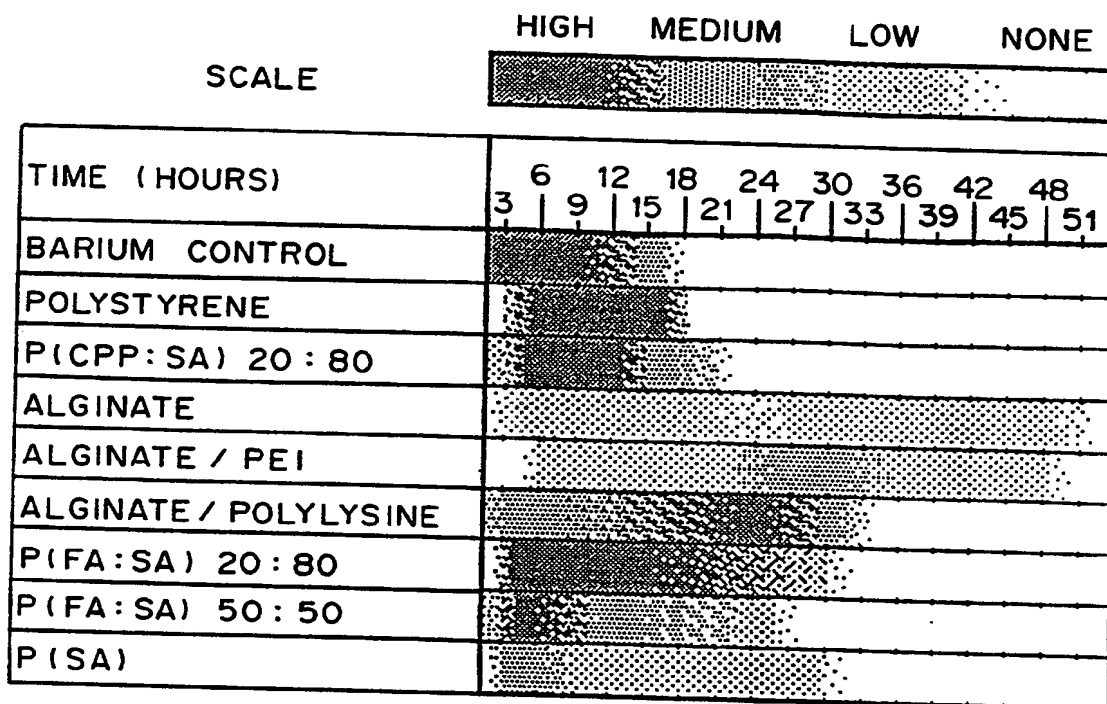 HIGH MEDIUM LOW NONE
SCALE
TIME (HOURS)
6 12 18 24 30 36 42 48
3 9 15 21 27 33 39 45 51
BARIUM CONTROL
POLYSTYRENE
P(CPP:SA) 20:80
ALGINATE
ALGINATE / PEI
ALGINATE / POLYLYSINE
P(FA:SA) 20:80
P(FA:SA) 50:50
P(SA)